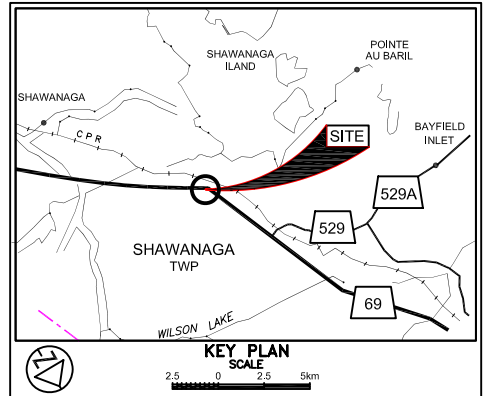 SHAWANAGA
ILAND
POINTE
AU BARIL
SHAWANAGA
CPR
SITE
BAYFIELD
INLET
529A
529
SHAWANAGA
TWP
69
WILSON LAKE
KEY PLAN
SCALE
2.5 0 2.5 5km
N